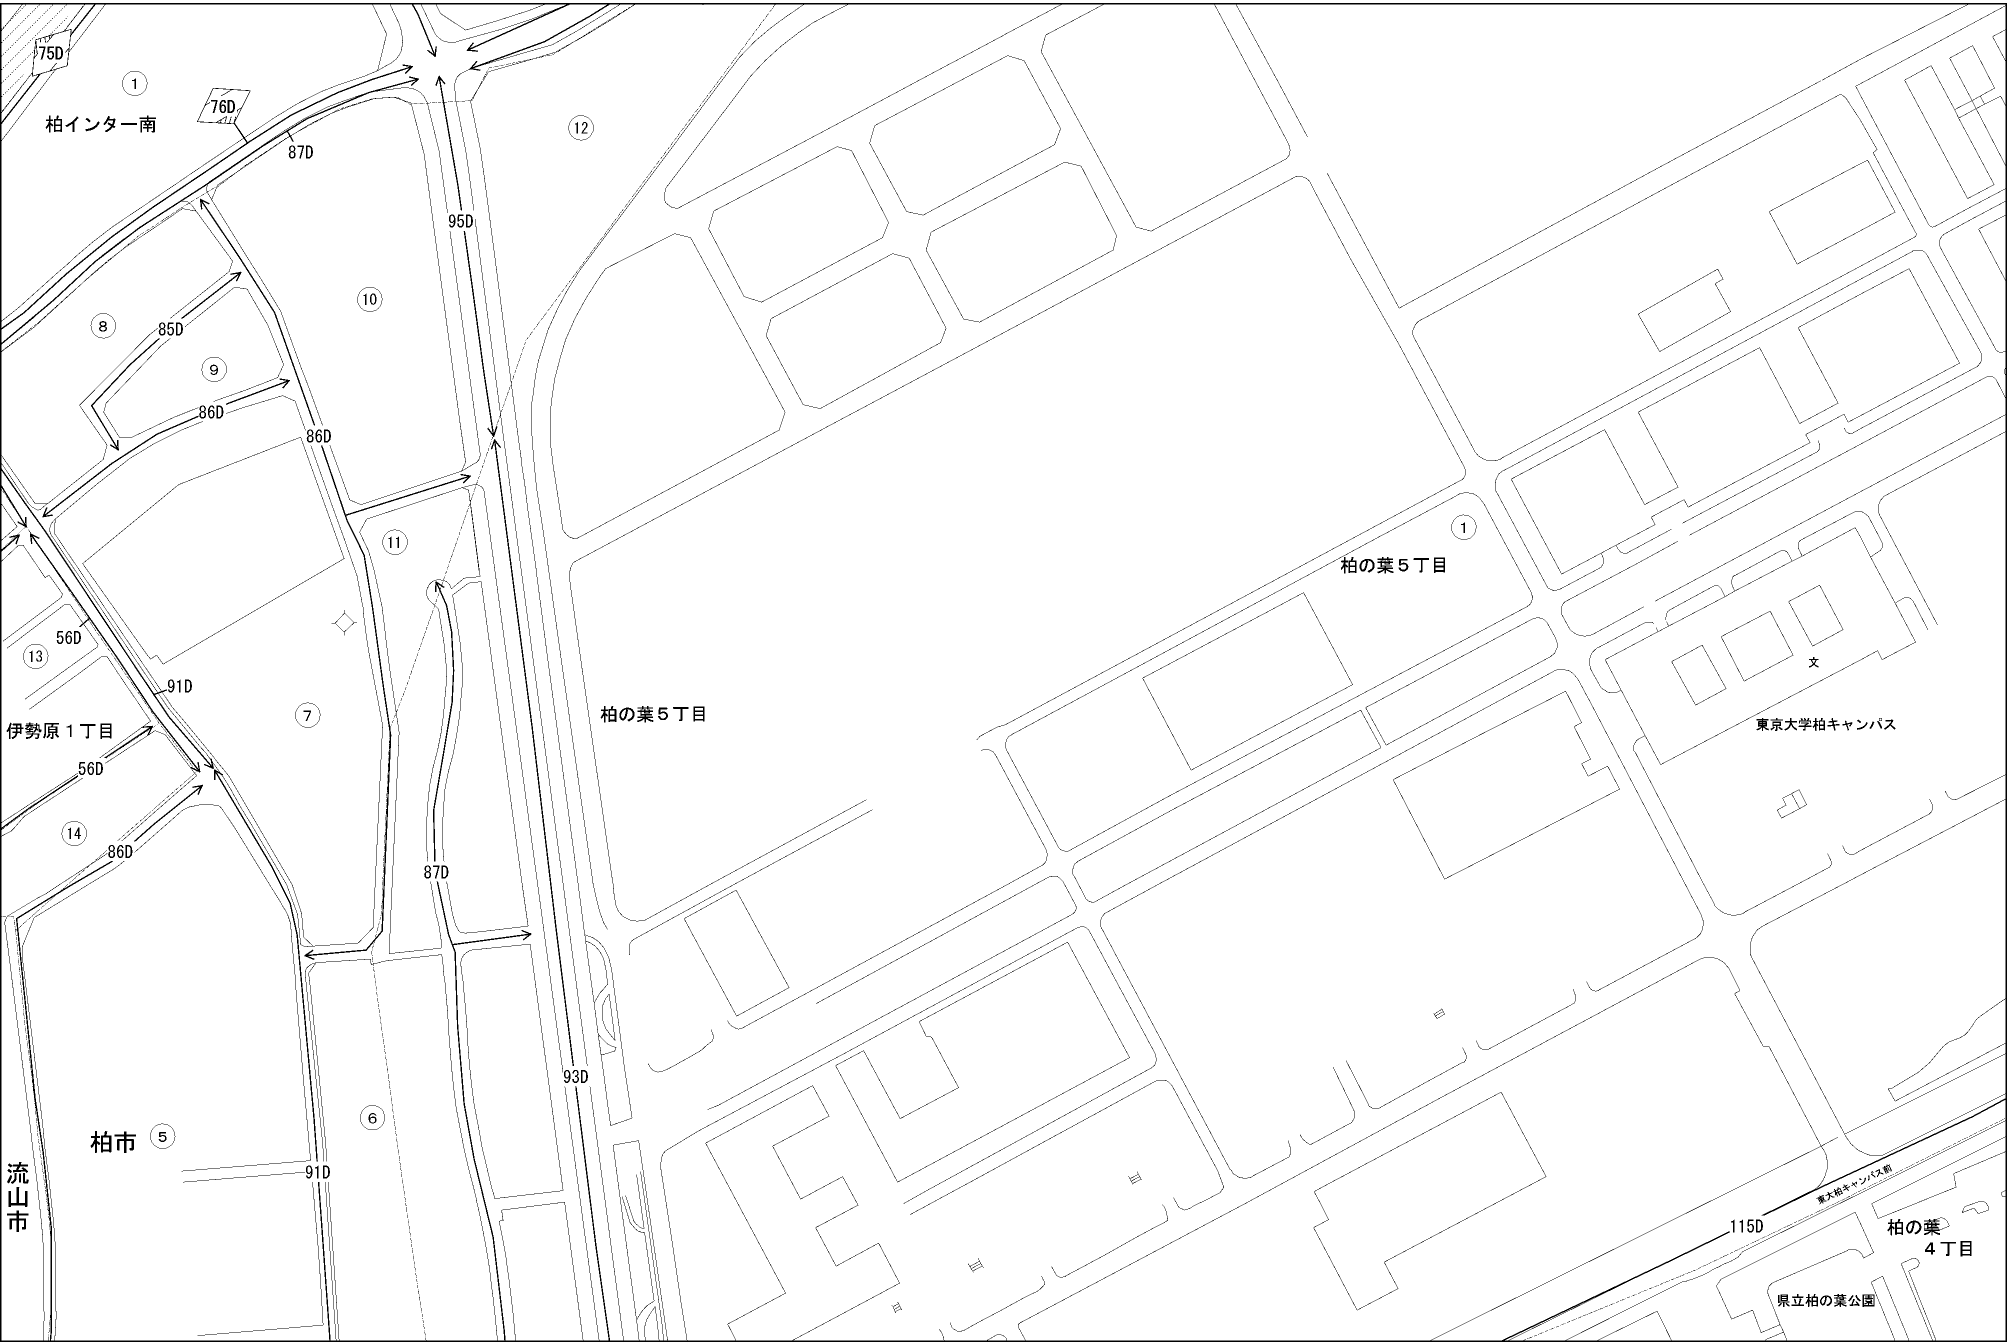 75D
①
76D
柏インター南
87D
⑫
95D
⑩
⑧
85D
⑨
86D
86D
①
⑪
柏の葉５丁目
56D
⑬
文
91D
⑦
柏の葉５丁目
東京大学柏キャンパス
伊勢原１丁目
56D
⑭
86D
87D
93D
⑥
柏市
⑤
91D
流山市
東大柏キャンパス前
115D
柏の葉
４丁目
県立柏の葉公園